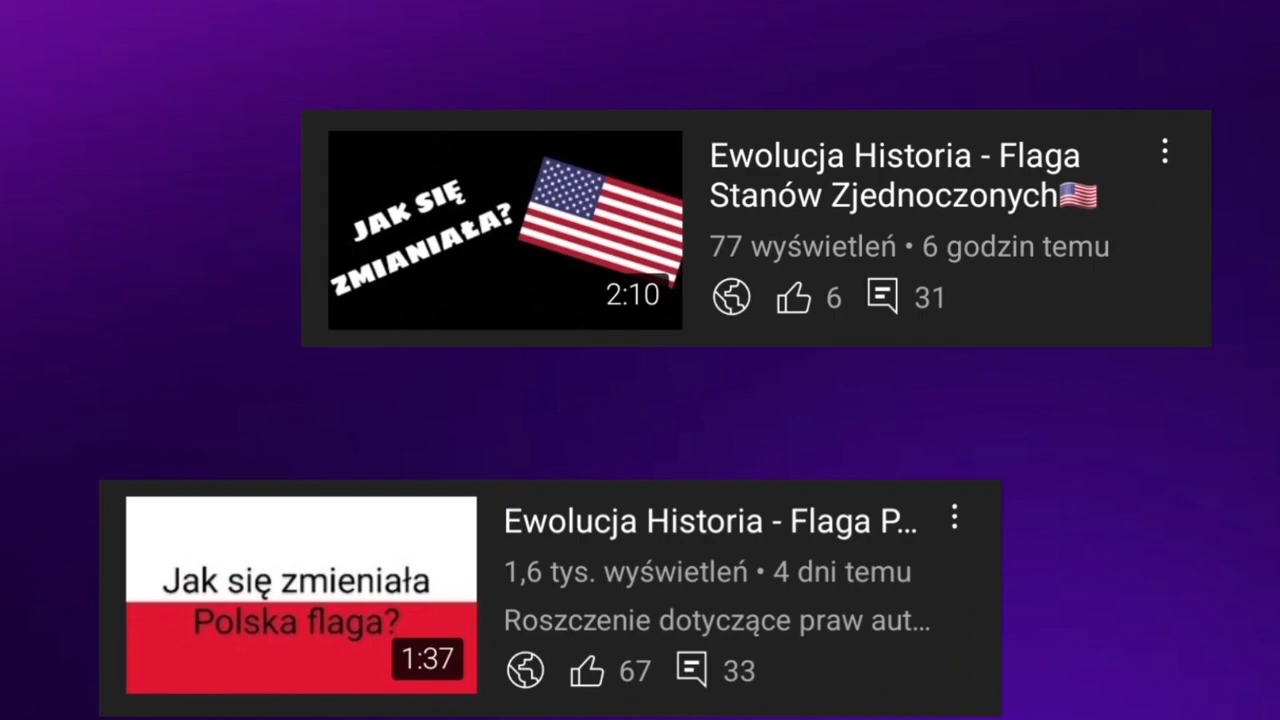 JAK SIĘ
ZMIANIAŁA?
2:10
Ewolucja Historia - Flaga
Stanów Zjednoczonych🇺🇸
77 wyświetleń • 6 godzin temu
6 31
Jak się zmieniała
Polska flaga?
1:37
Ewolucja Historia - Flaga P...
1,6 tys. wyświetleń • 4 dni temu
Roszczenie dotyczące praw aut...
67 33